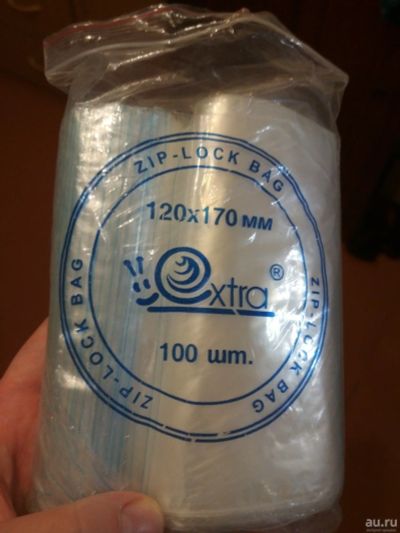 ZIP-LOCK BAG
120x170 мм
Extra®
100 шт.
ZIP-LOCK BAG
ZIP-LOCK BAG
au.ru